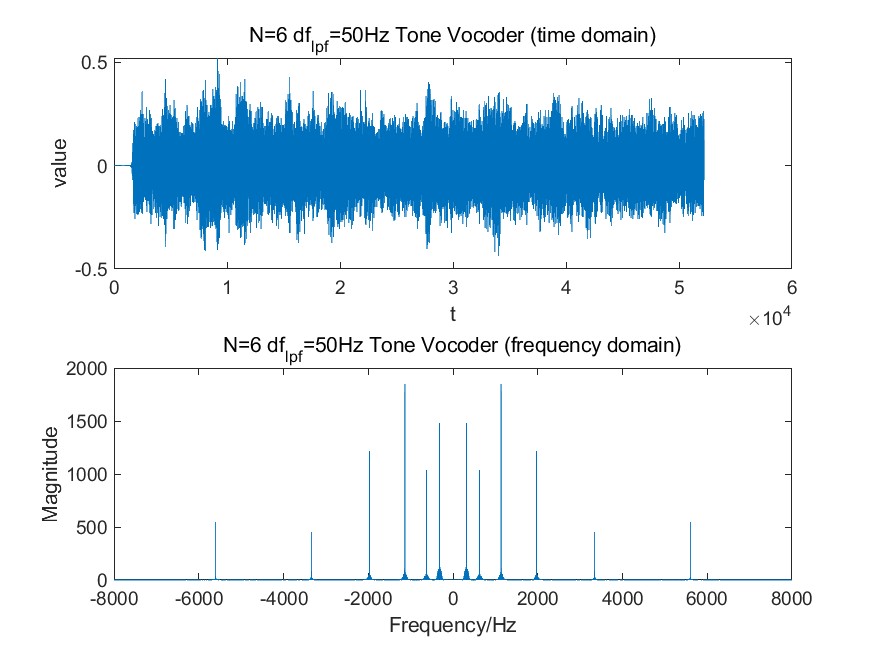 N=6 df_lpf=50Hz Tone Vocoder (time domain)
0.5
0
-0.5
value
0 1 2 3 4 5 6
t
×10^4
N=6 df_lpf=50Hz Tone Vocoder (frequency domain)
2000
1500
1000
500
0
Magnitude
-8000 -6000 -4000 -2000 0 2000 4000 6000 8000
Frequency/Hz